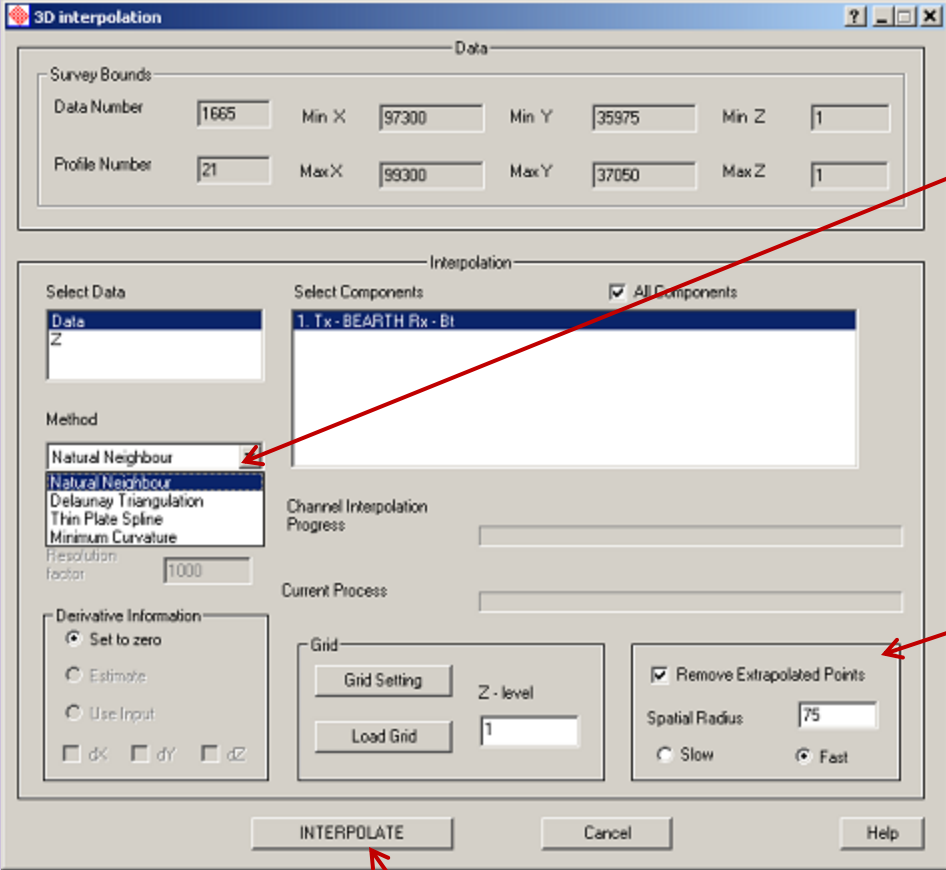 3D interpolation
Data
Survey Bounds
Data Number 1665 Min X 97300 Min Y 35975 Min Z 1
Profile Number 21 Max X 99300 Max Y 37050 Max Z 1
Interpolation
Select Data Select Components All Components
Data 1. Tx - BEARTH Rx - Bt
Z
Method
Natural Neighbour
Natural Neighbour
Delaunay Triangulation
Thin Plate Spline
Minimum Curvature
Channel Interpolation
Progress
Resolution
factor 1000
Current Process
Derivative Information
Set to zero
Estimate
Use Input
dX dY dZ
Grid
Grid Setting
Load Grid
Z - level
1
Remove Extrapolated Points
Spatial Radius 75
Slow Fast
INTERPOLATE Cancel Help